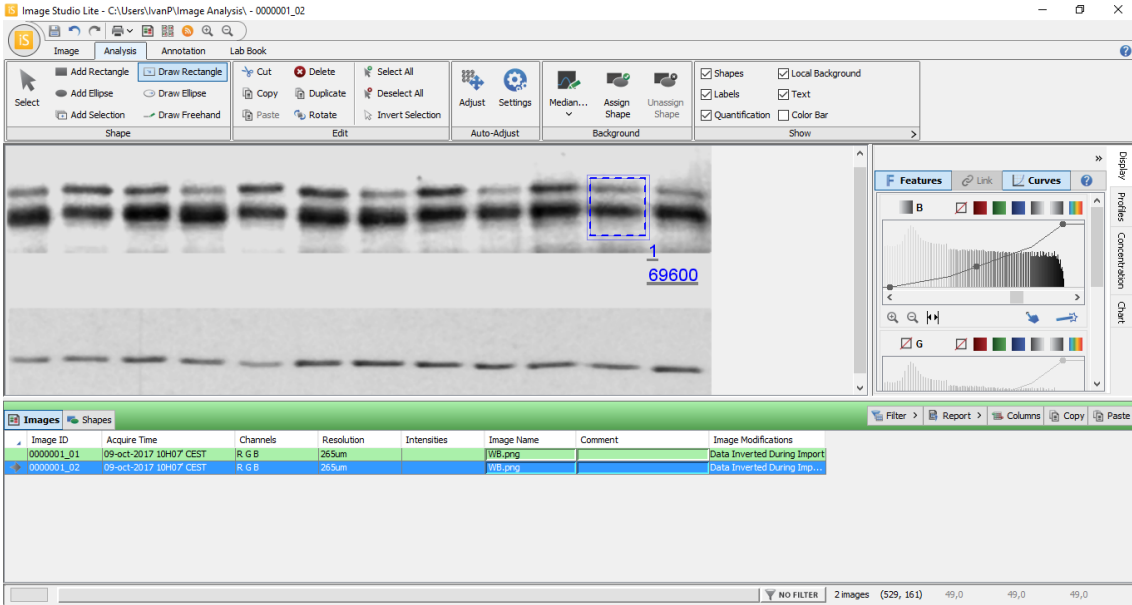 Image Studio Lite - C:\Users\IvanP\Image Analysis\ - 0000001_02
iS
Image Analysis Annotation Lab Book
Select
Add Rectangle Draw Rectangle
Add Ellipse Draw Ellipse
Add Selection Draw Freehand
Shape
Cut Delete Select All
Copy Duplicate Deselect All
Paste Rotate Invert Selection
Edit
Adjust Settings
Auto-Adjust
Median... Assign Shape Unassign Shape
Background
Shapes Local Background
Labels Text
Quantification Color Bar
Show
1
69600
F Features Link Curves
B
G
Display
Profiles
Concentration
Chart
Images Shapes Filter Report Columns Copy Paste
Image ID Acquire Time Channels Resolution Intensities Image Name Comment Image Modifications
0000001_01 09-oct-2017 10H07' CEST R G B 265um WB.png Data Inverted During Import
0000001_02 09-oct-2017 10H07' CEST R G B 265um WB.png Data Inverted During Imp...
NO FILTER 2 images (529, 161) 49,0 49,0 49,0